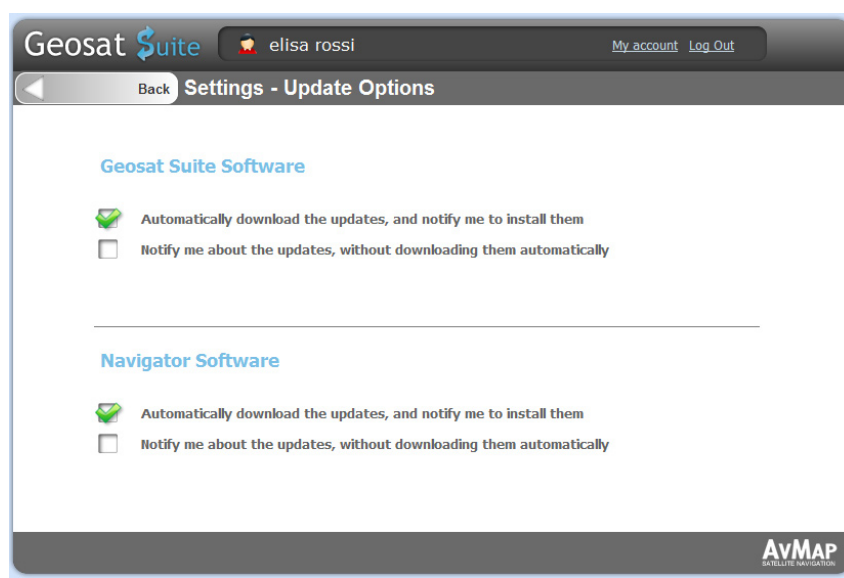 Geosat Suite elisa rossi My account Log Out
Back Settings - Update Options
Geosat Suite Software
Automatically download the updates, and notify me to install them
Notify me about the updates, without downloading them automatically
Navigator Software
Automatically download the updates, and notify me to install them
Notify me about the updates, without downloading them automatically
AVMAP
SATELLITE NAVIGATION